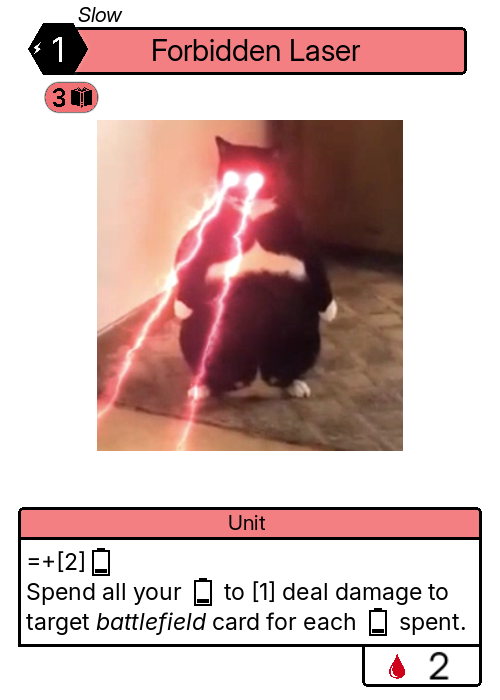 Slow
1 Forbidden Laser
3
Unit
=+[2]
Spend all your to [1] deal damage to
target battlefield card for each spent.
2